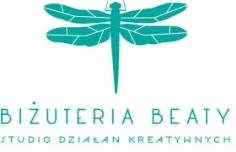 BIŻUTERIA BEATY
STUDIO DZIAŁAŃ KREATYWNYCH